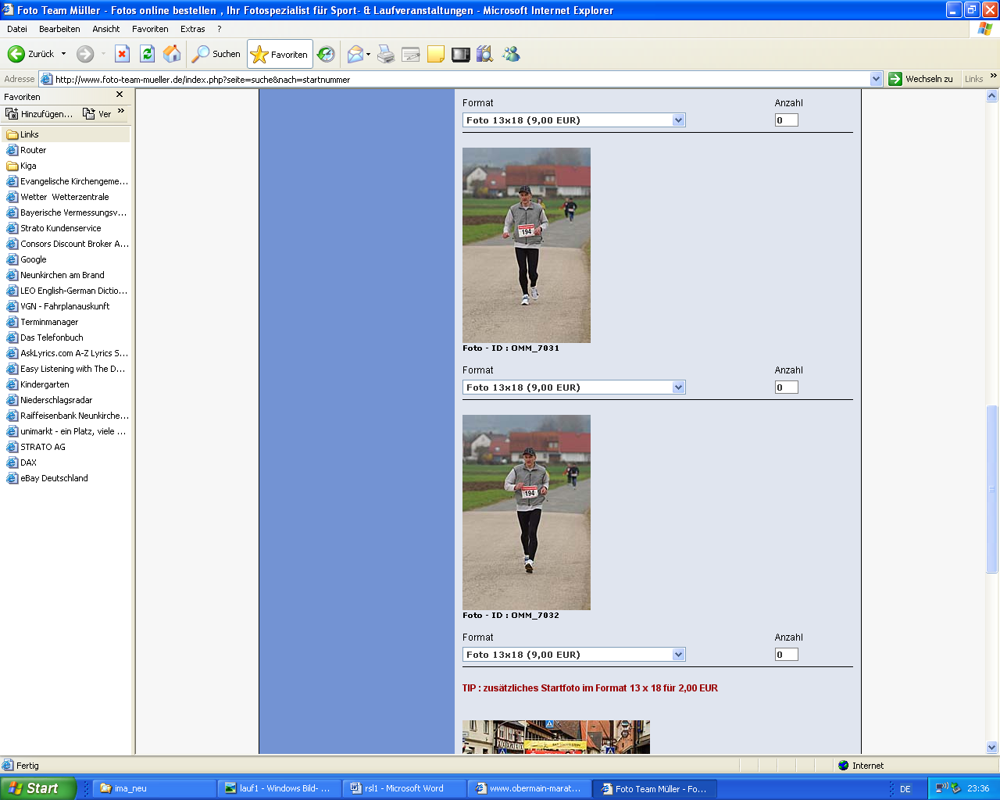 Foto Team Müller - Fotos online bestellen , Ihr Fotospezialist für Sport- & Laufveranstaltungen - Microsoft Internet Explorer
Datei Bearbeiten Ansicht Favoriten Extras ?
Zurück Suchen Favoriten
Adresse http://www.foto-team-mueller.de/index.php?seite=suche&nach=startnummer Wechseln zu Links »
Favoriten
Hinzufügen... Ver »
Links
Router
Kiga
Evangelische Kirchengeme...
Wetter Wetterzentrale
Bayerische Vermessungsv...
Strato Kundenservice
Consors Discount Broker A...
Google
Neunkirchen am Brand
LEO English-German Dictio...
VGN - Fahrplanauskunft
Terminmanager
Das Telefonbuch
AskLyrics.com A-Z Lyrics S...
Easy Listening with The D...
Kindergarten
Niederschlagsradar
Raiffeisenbank Neunkirche...
unimarkt - ein Platz, viele ...
STRATO AG
DAX
eBay Deutschland
Format Anzahl
Foto 13x18 (9,00 EUR) 0
194
Foto - ID : OMM_7031
Format Anzahl
Foto 13x18 (9,00 EUR) 0
194
Foto - ID : OMM_7032
Format Anzahl
Foto 13x18 (9,00 EUR) 0
TIP : zusätzliches Startfoto im Format 13 x 18 für 2,00 EUR
Fertig Internet
Start ima_neu lauf1 - Windows Bild- ... rsl1 - Microsoft Word www.obermain-marat... Foto Team Müller - Fo... DE 23:36